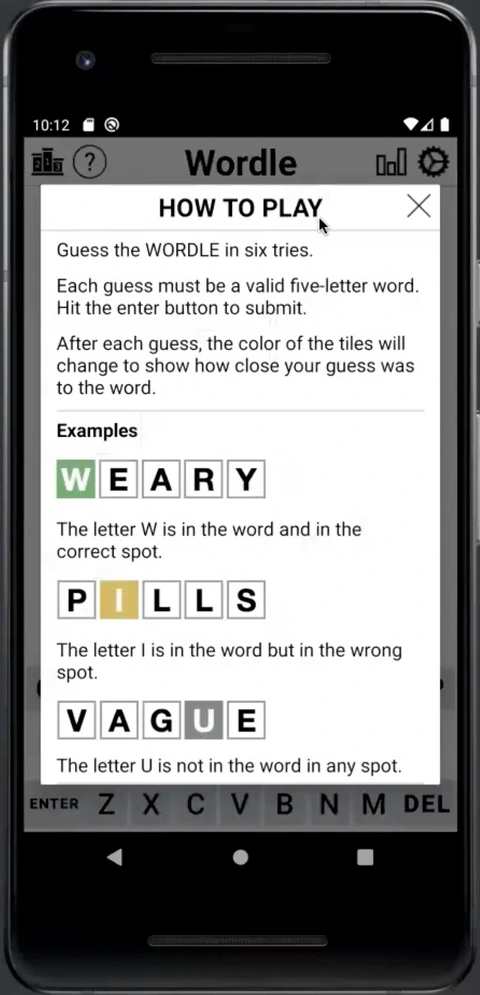 10:12
? Wordle
HOW TO PLAY
Guess the WORDLE in six tries.
Each guess must be a valid five-letter word.
Hit the enter button to submit.
After each guess, the color of the tiles will
change to show how close your guess was
to the word.
Examples
WEARY
The letter W is in the word and in the
correct spot.
PILLS
The letter I is in the word but in the wrong
spot.
VAGUE
The letter U is not in the word in any spot.
ENTER Z X C V B N M DEL